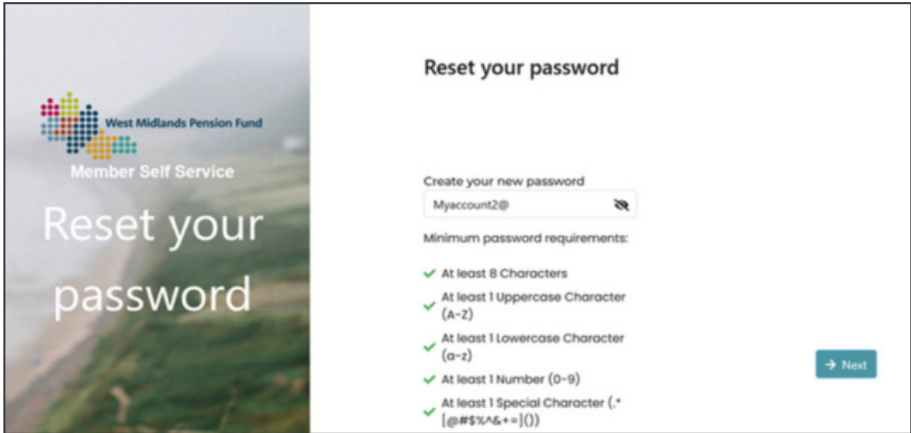 West Midlands Pension Fund
Member Self Service
Reset your
password
Reset your password
Create your new password
Myaccount2@
Minimum password requirements:
At least 8 Characters
At least 1 Uppercase Character
(A-Z)
At least 1 Lowercase Character
(a-z)
At least 1 Number (0-9)
At least 1 Special Character (.*
[@#$%^&+=]())
Next